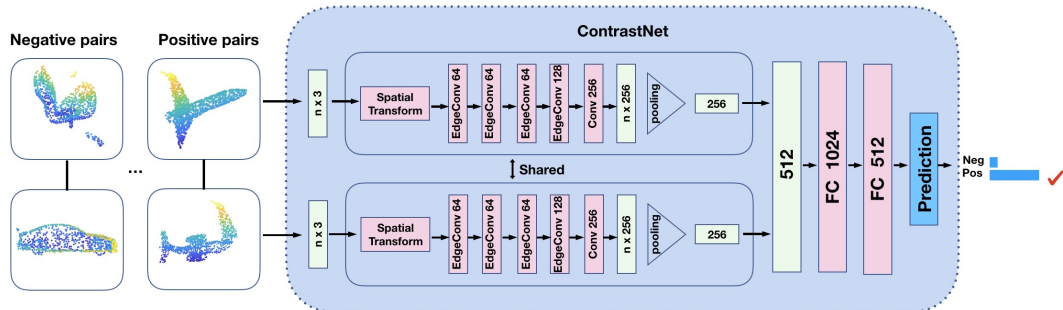 ContrastNet
Negative pairs
Positive pairs
...
n x 3
Spatial
Transform
EdgeConv 64
EdgeConv 64
EdgeConv 64
EdgeConv 128
Conv 256
n x 256
pooling
256
Shared
n x 3
Spatial
Transform
EdgeConv 64
EdgeConv 64
EdgeConv 64
EdgeConv 128
Conv 256
n x 256
pooling
256
512
FC 1024
FC 512
Prediction
Neg
Pos